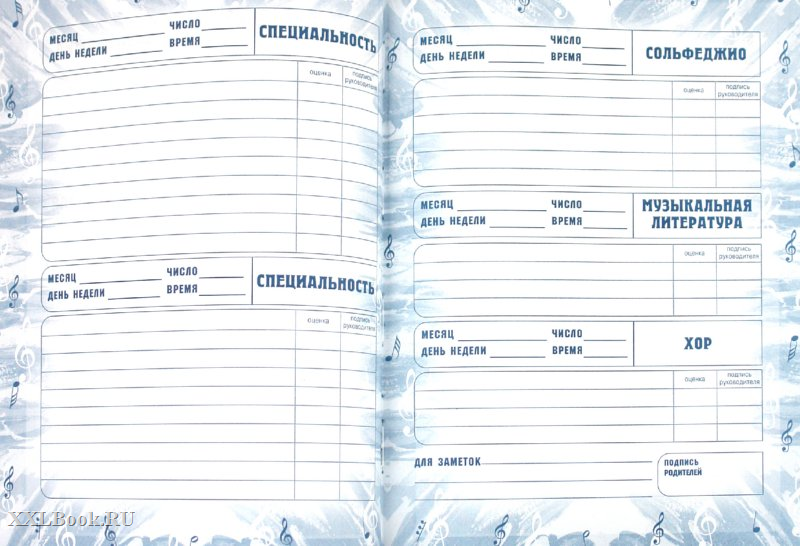 МЕСЯЦ ЧИСЛО
ДЕНЬ НЕДЕЛИ ВРЕМЯ
СПЕЦИАЛЬНОСТЬ
оценка
подпись
руководителя
МЕСЯЦ ЧИСЛО
ДЕНЬ НЕДЕЛИ ВРЕМЯ
СПЕЦИАЛЬНОСТЬ
оценка
подпись
руководителя
МЕСЯЦ ЧИСЛО
ДЕНЬ НЕДЕЛИ ВРЕМЯ
СОЛЬФЕДЖИО
оценка
подпись
руководителя
МЕСЯЦ ЧИСЛО
ДЕНЬ НЕДЕЛИ ВРЕМЯ
МУЗЫКАЛЬНАЯ
ЛИТЕРАТУРА
оценка
подпись
руководителя
МЕСЯЦ ЧИСЛО
ДЕНЬ НЕДЕЛИ ВРЕМЯ
ХОР
оценка
подпись
руководителя
ДЛЯ ЗАМЕТОК
ПОДПИСЬ
РОДИТЕЛЕЙ
XXLBook.RU